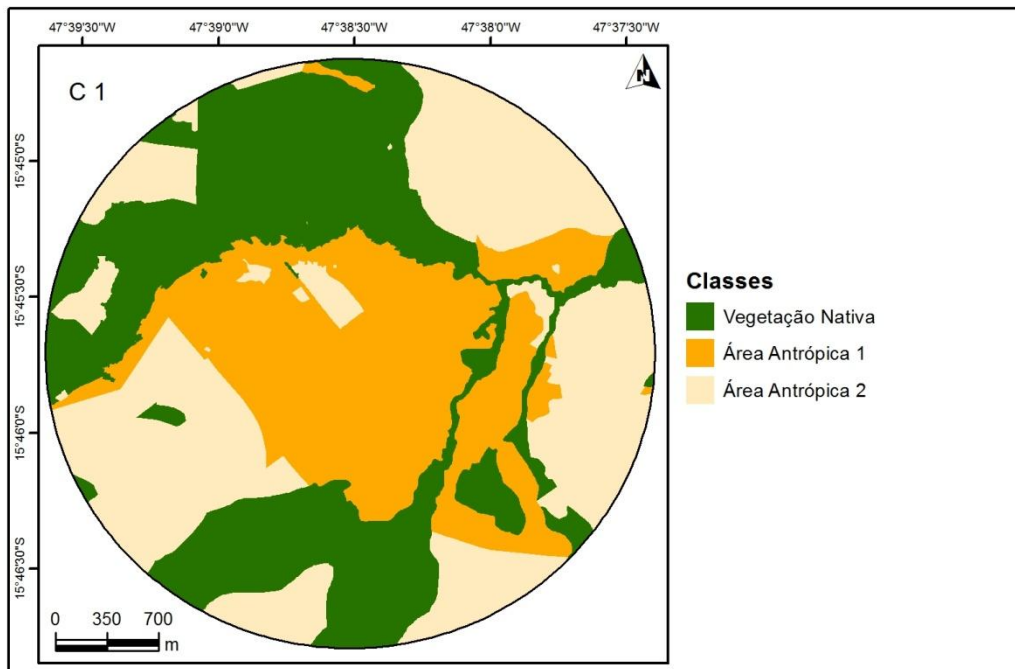 47°39'30"W 47°39'0"W 47°38'30"W 47°38'0"W 47°37'30"W
C 1
N
15°45'0"S
15°45'30"S
15°46'0"S
15°46'30"S
Classes
Vegetação Nativa
Área Antrópica 1
Área Antrópica 2
0 350 700
m